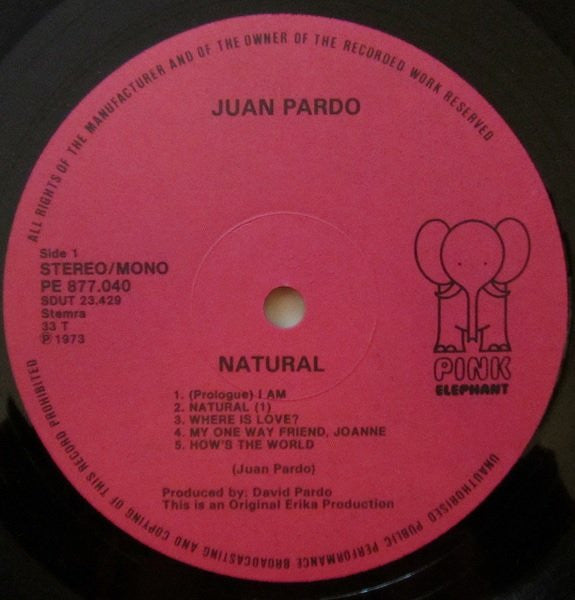 ALL RIGHTS OF THE MANUFACTURER AND OF THE OWNER OF THE RECORDED WORK RESERVED
JUAN PARDO
Side 1
STEREO/MONO
PE 877.040
SDUT 23.429
Stemra
33 T
℗ 1973
PINK
ELEPHANT
NATURAL
1. (Prologue) I AM
2. NATURAL (1)
3. WHERE IS LOVE?
4. MY ONE WAY FRIEND, JOANNE
5. HOW'S THE WORLD
(Juan Pardo)
Produced by: David Pardo
This is an Original Erika Production
UNAUTHORISED PUBLIC PERFORMANCE BROADCASTING AND COPYING OF THIS RECORD PROHIBITED